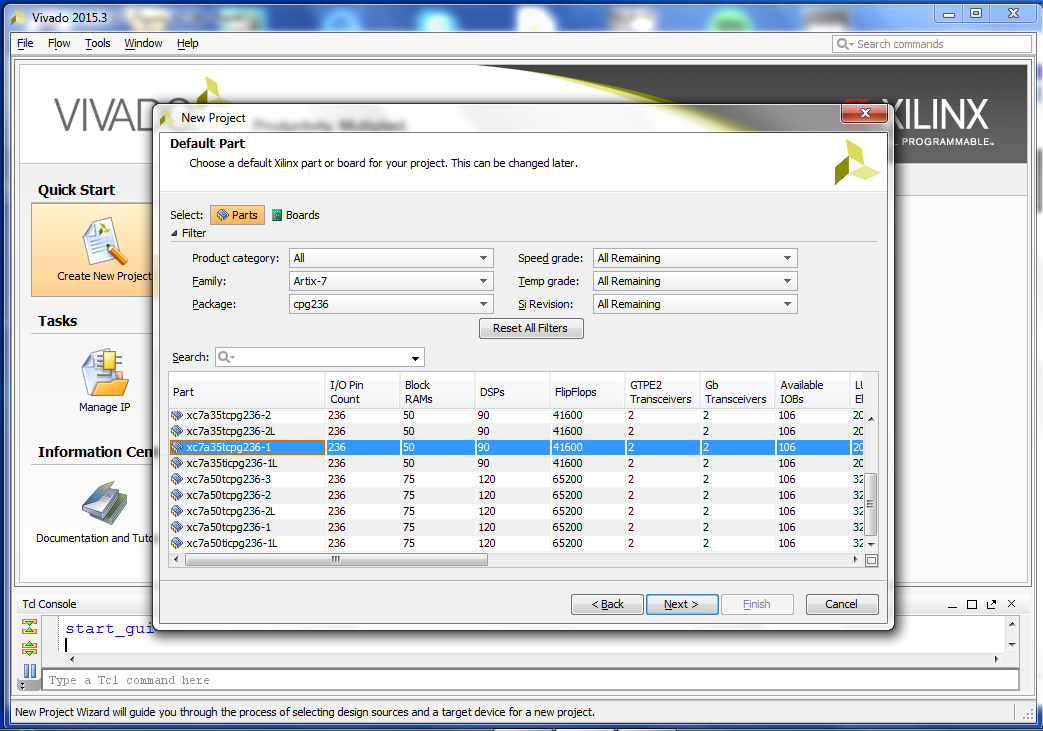 Vivado 2015.3
File Flow Tools Window Help
Search commands
VIVADO
Productivity. Multiplied.
XILINX
PROGRAMMABLE.
New Project
Default Part
Choose a default Xilinx part or board for your project. This can be changed later.
Quick Start
Create New Project
Tasks
Manage IP
Information Cen
Documentation and Tuto
Select: Parts Boards
Filter
Product category: All Speed grade: All Remaining
Family: Artix-7 Temp grade: All Remaining
Package: cpg236 Si Revision: All Remaining
Reset All Filters
Search:
Part I/O Pin Count Block RAMs DSPs FlipFlops GTPE2 Transceivers Gb Transceivers Available IOBs LU El
xc7a35tcpg236-2 236 50 90 41600 2 2 106 20
xc7a35tcpg236-2L 236 50 90 41600 2 2 106 20
xc7a35tcpg236-1 236 50 90 41600 2 2 106 20
xc7a35ticpg236-1L 236 50 90 41600 2 2 106 20
xc7a50tcpg236-3 236 75 120 65200 2 2 106 32
xc7a50tcpg236-2 236 75 120 65200 2 2 106 32
xc7a50tcpg236-2L 236 75 120 65200 2 2 106 32
xc7a50tcpg236-1 236 75 120 65200 2 2 106 32
xc7a50ticpg236-1L 236 75 120 65200 2 2 106 32
< Back Next > Finish Cancel
Tcl Console
start_gui
Type a Tcl command here
New Project Wizard will guide you through the process of selecting design sources and a target device for a new project.